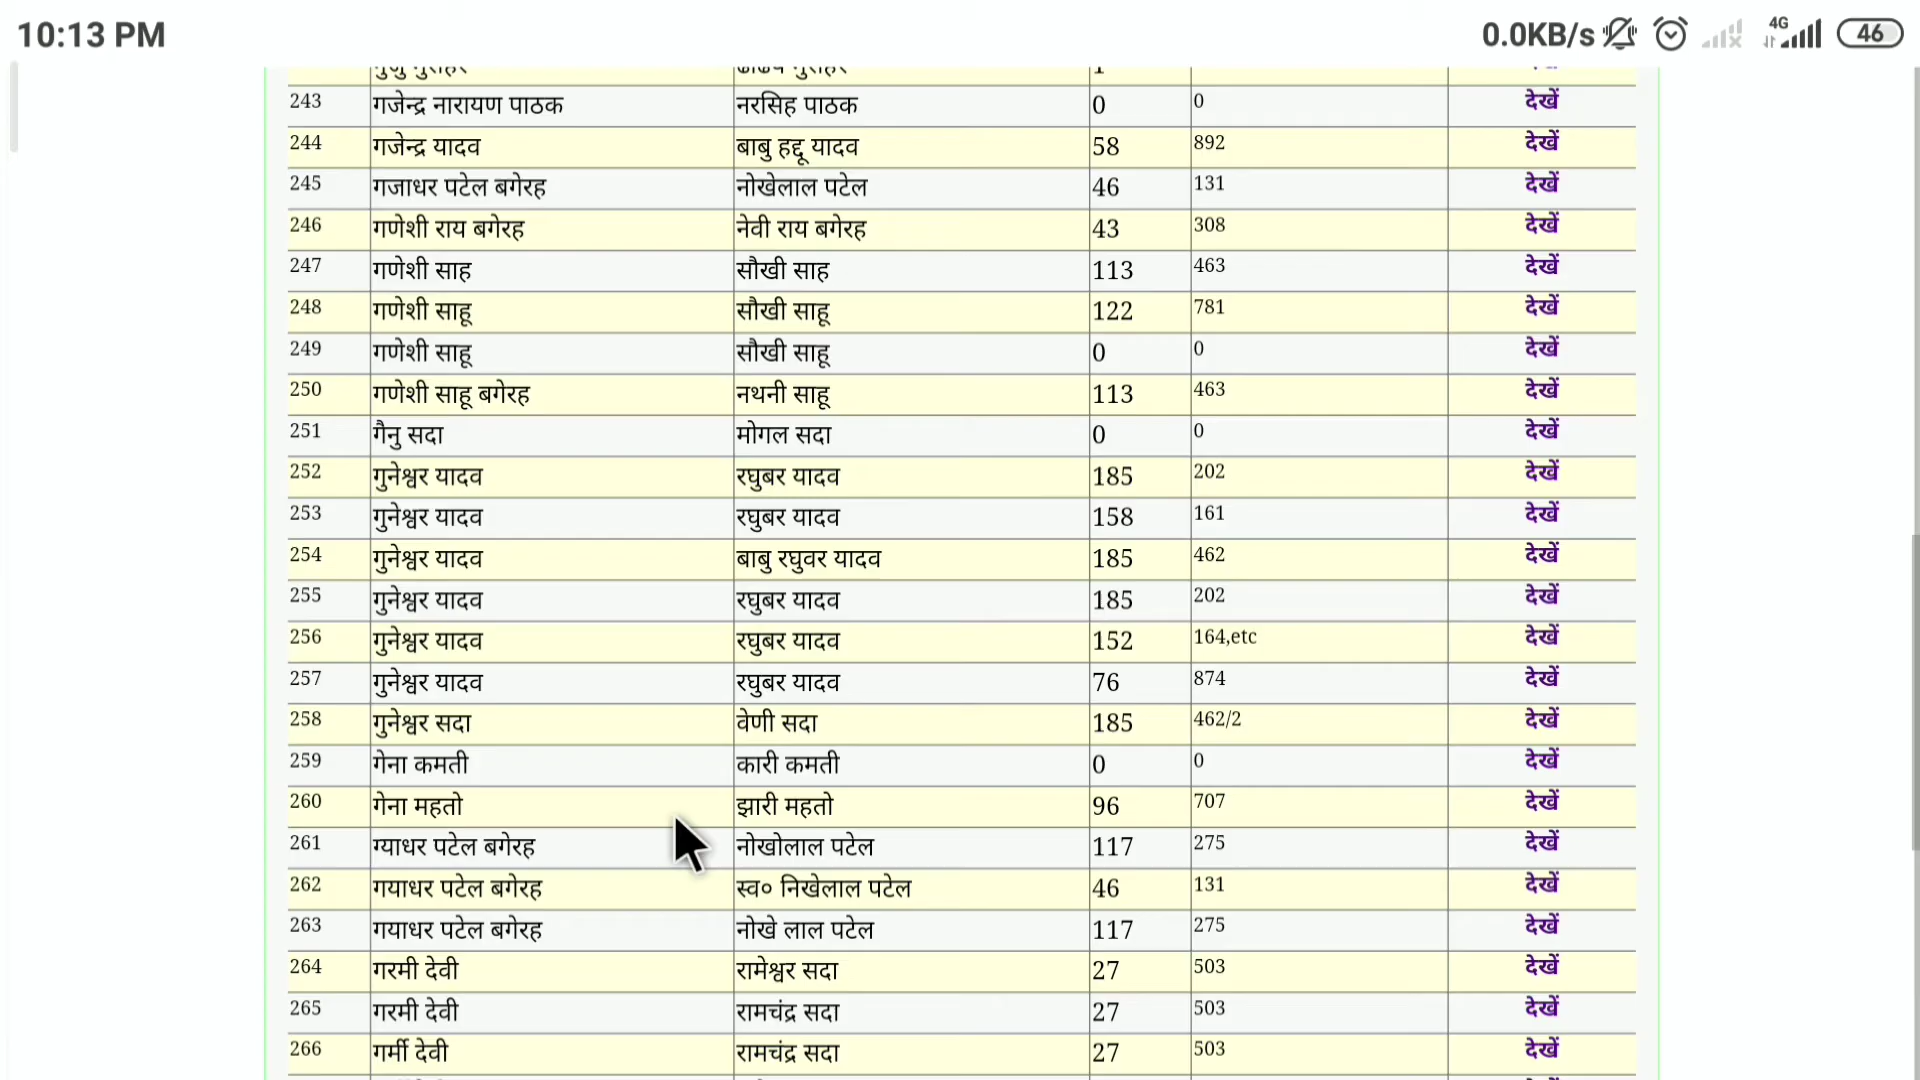 10:13 PM 0.0KB/s 4G 46
243 गजेन्द्र नारायण पाठक नरसिह पाठक 0 0 देखें
244 गजेन्द्र यादव बाबु हद्दू यादव 58 892 देखें
245 गजाधर पटेल बगेरह नोखेलाल पटेल 46 131 देखें
246 गणेशी राय बगेरह नेवी राय बगेरह 43 308 देखें
247 गणेशी साह सौखी साह 113 463 देखें
248 गणेशी साहू सौखी साहू 122 781 देखें
249 गणेशी साहू सौखी साहू 0 0 देखें
250 गणेशी साहू बगेरह नथनी साहू 113 463 देखें
251 गैनु सदा मोगल सदा 0 0 देखें
252 गुनेश्वर यादव रघुबर यादव 185 202 देखें
253 गुनेश्वर यादव रघुबर यादव 158 161 देखें
254 गुनेश्वर यादव बाबु रघुवर यादव 185 462 देखें
255 गुनेश्वर यादव रघुबर यादव 185 202 देखें
256 गुनेश्वर यादव रघुबर यादव 152 164,etc देखें
257 गुनेश्वर यादव रघुबर यादव 76 874 देखें
258 गुनेश्वर सदा वेणी सदा 185 462/2 देखें
259 गेना कमती कारी कमती 0 0 देखें
260 गेना महतो झारी महतो 96 707 देखें
261 ग्याधर पटेल बगेरह नोखोलाल पटेल 117 275 देखें
262 गयाधर पटेल बगेरह स्व० निखेलाल पटेल 46 131 देखें
263 गयाधर पटेल बगेरह नोखे लाल पटेल 117 275 देखें
264 गरमी देवी रामेश्वर सदा 27 503 देखें
265 गरमी देवी रामचंद्र सदा 27 503 देखें
266 गर्मी देवी रामचंद्र सदा 27 503 देखें